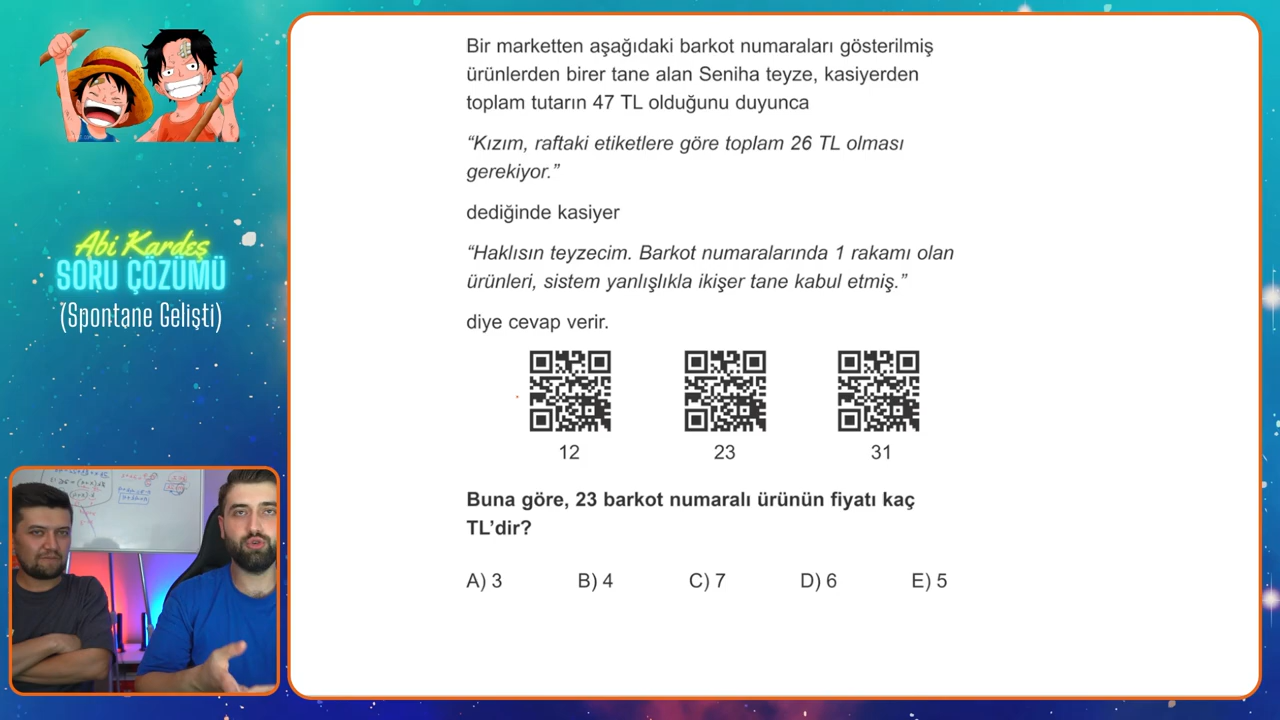 Abi Kardeş
SORU ÇÖZÜMÜ
(Spontane Gelişti)
Bir marketten aşağıdaki barkot numaraları gösterilmiş
ürünlerden birer tane alan Seniha teyze, kasiyerden
toplam tutarın 47 TL olduğunu duyunca
“Kızım, raftaki etiketlere göre toplam 26 TL olması
gerekiyor.”
dediğinde kasiyer
“Haklısın teyzecim. Barkot numaralarında 1 rakamı olan
ürünleri, sistem yanlışlıkla ikişer tane kabul etmiş.”
diye cevap verir.
12 23 31
Buna göre, 23 barkot numaralı ürünün fiyatı kaç
TL’dir?
A) 3 B) 4 C) 7 D) 6 E) 5